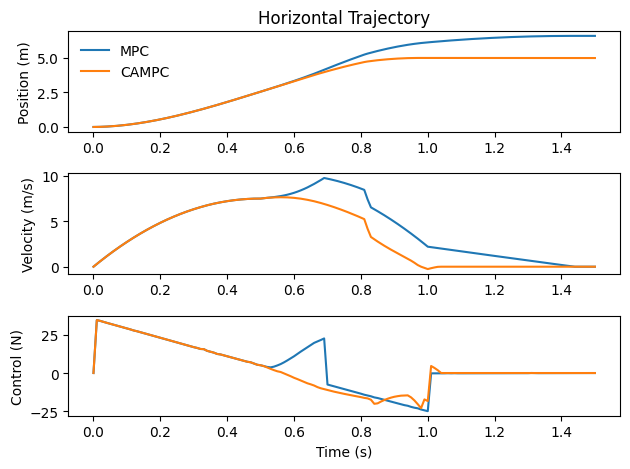 Horizontal Trajectory
Position (m)
5.0
2.5
0.0
MPC
CAMPC
0.0 0.2 0.4 0.6 0.8 1.0 1.2 1.4
Velocity (m/s)
10
5
0
0.0 0.2 0.4 0.6 0.8 1.0 1.2 1.4
Control (N)
25
0
−25
0.0 0.2 0.4 0.6 0.8 1.0 1.2 1.4
Time (s)